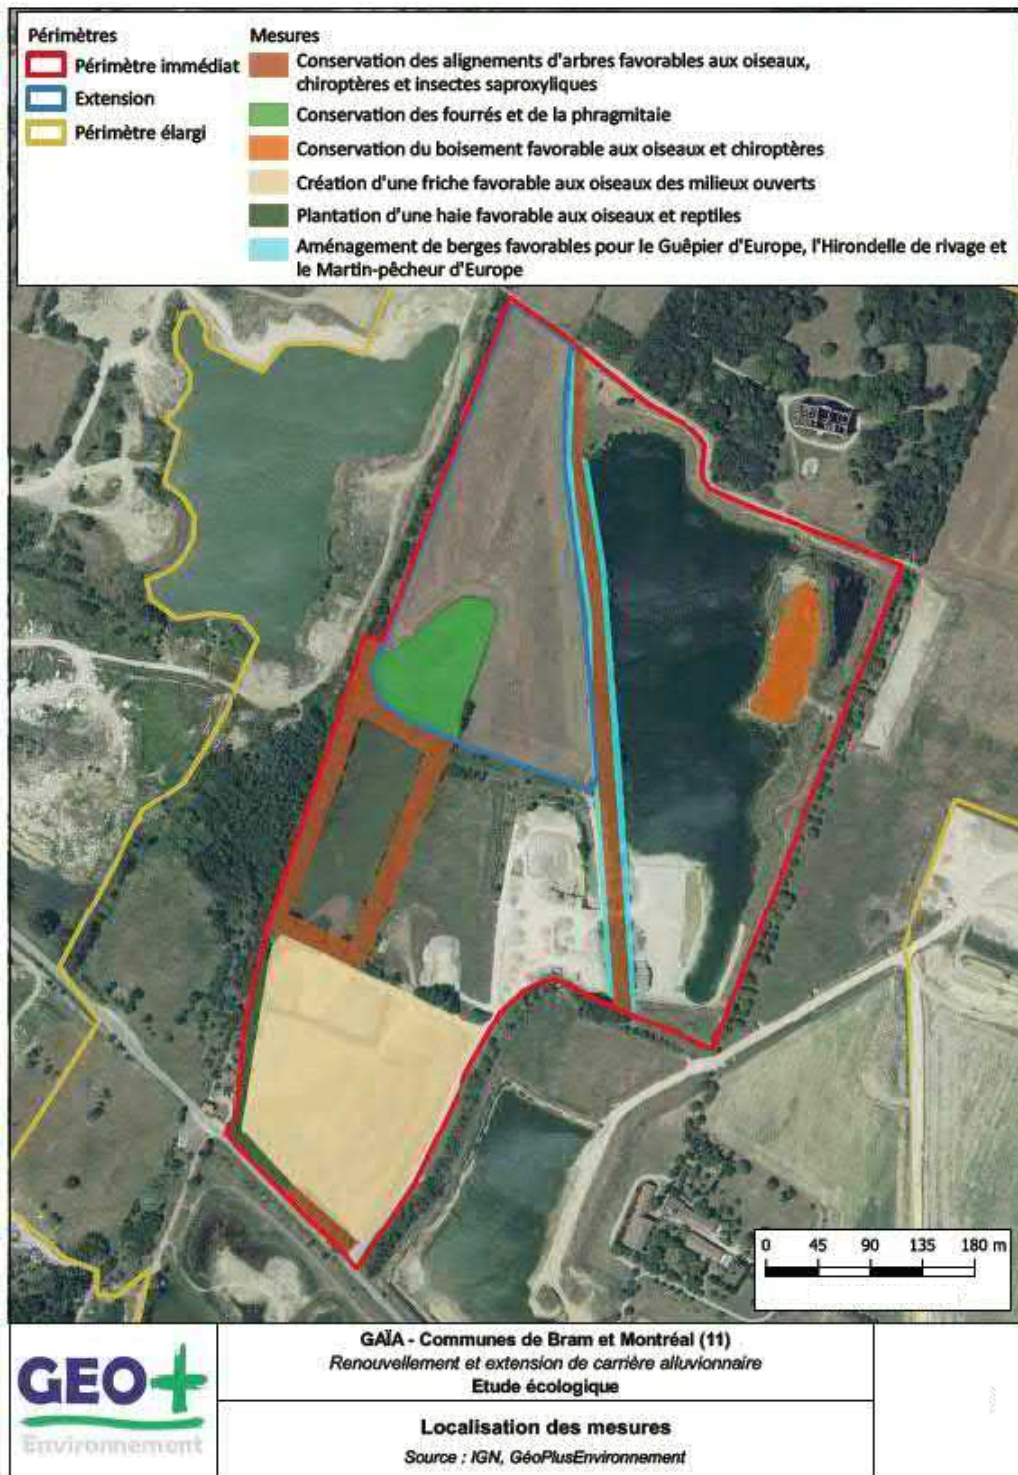 Périmètres
Périmètre immédiat
Extension
Périmètre élargi
Mesures
Conservation des alignements d'arbres favorables aux oiseaux,
chiroptères et insectes saproxyliques
Conservation des fourrés et de la phragmitaie
Conservation du boisement favorable aux oiseaux et chiroptères
Création d'une friche favorable aux oiseaux des milieux ouverts
Plantation d'une haie favorable aux oiseaux et reptiles
Aménagement de berges favorables pour le Guêpier d'Europe, l'Hirondelle de rivage et
le Martin-pêcheur d'Europe
0 45 90 135 180 m
GEO+
Environnement
GAÏA - Communes de Bram et Montréal (11)
Renouvellement et extension de carrière alluvionnaire
Etude écologique
Localisation des mesures
Source : IGN, GéoPlusEnvironnement